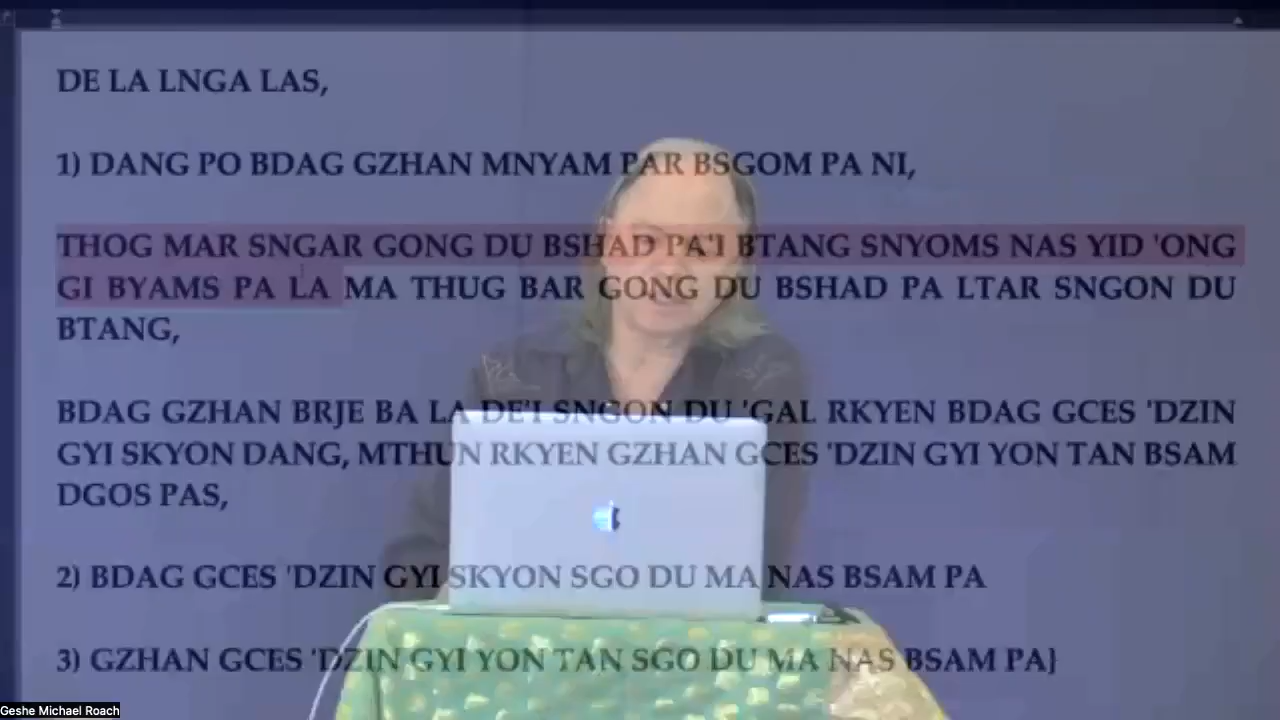 DE LA LNGA LAS,
1) DANG PO BDAG GZHAN MNYAM PAR BSGOM PA NI,
THOG MAR SNGAR GONG DU BSHAD PA'I BTANG SNYOMS NAS YID 'ONG
GI BYAMS PA LA MA THUG BAR GONG DU BSHAD PA LTAR SNGON DU
BTANG,
BDAG GZHAN BRJE BA LA DE'I SNGON DU 'GAL RKYEN BDAG GCES 'DZIN
GYI SKYON DANG, MTHUN RKYEN GZHAN GCES 'DZIN GYI YON TAN BSAM
DGOS PAS,
2) BDAG GCES 'DZIN GYI SKYON SGO DU MA NAS BSAM PA
3) GZHAN GCES 'DZIN GYI YON TAN SGO DU MA NAS BSAM PA}
Geshe Michael Roach